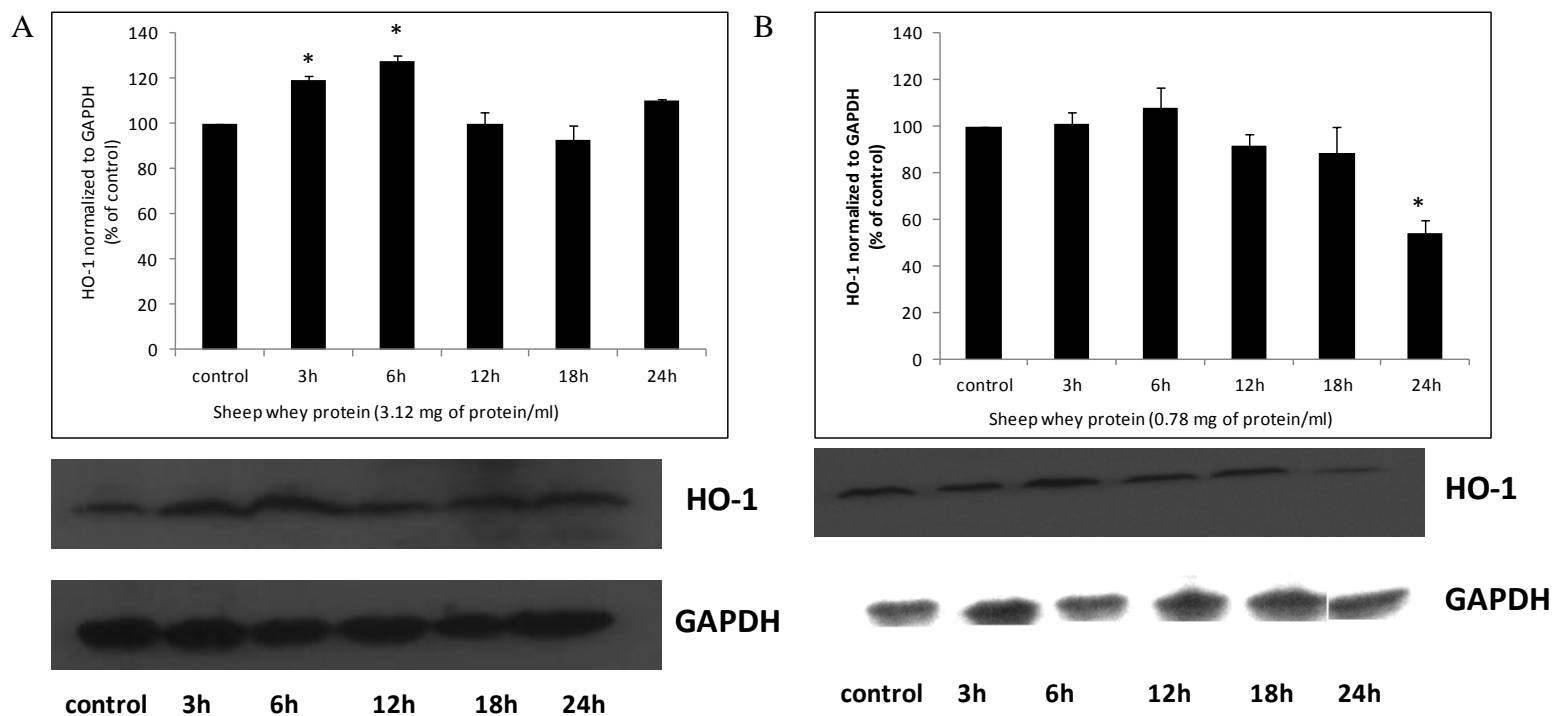 A
140
120
100
80
60
40
20
0
HO-1 normalized to GAPDH
(% of control)
*
*
control 3h 6h 12h 18h 24h
Sheep whey protein (3.12 mg of protein/ml)
HO-1
GAPDH
control 3h 6h 12h 18h 24h
B
140
120
100
80
60
40
20
0
HO-1 normalized to GAPDH
(% of control)
*
control 3h 6h 12h 18h 24h
Sheep whey protein (0.78 mg of protein/ml)
HO-1
GAPDH
control 3h 6h 12h 18h 24h